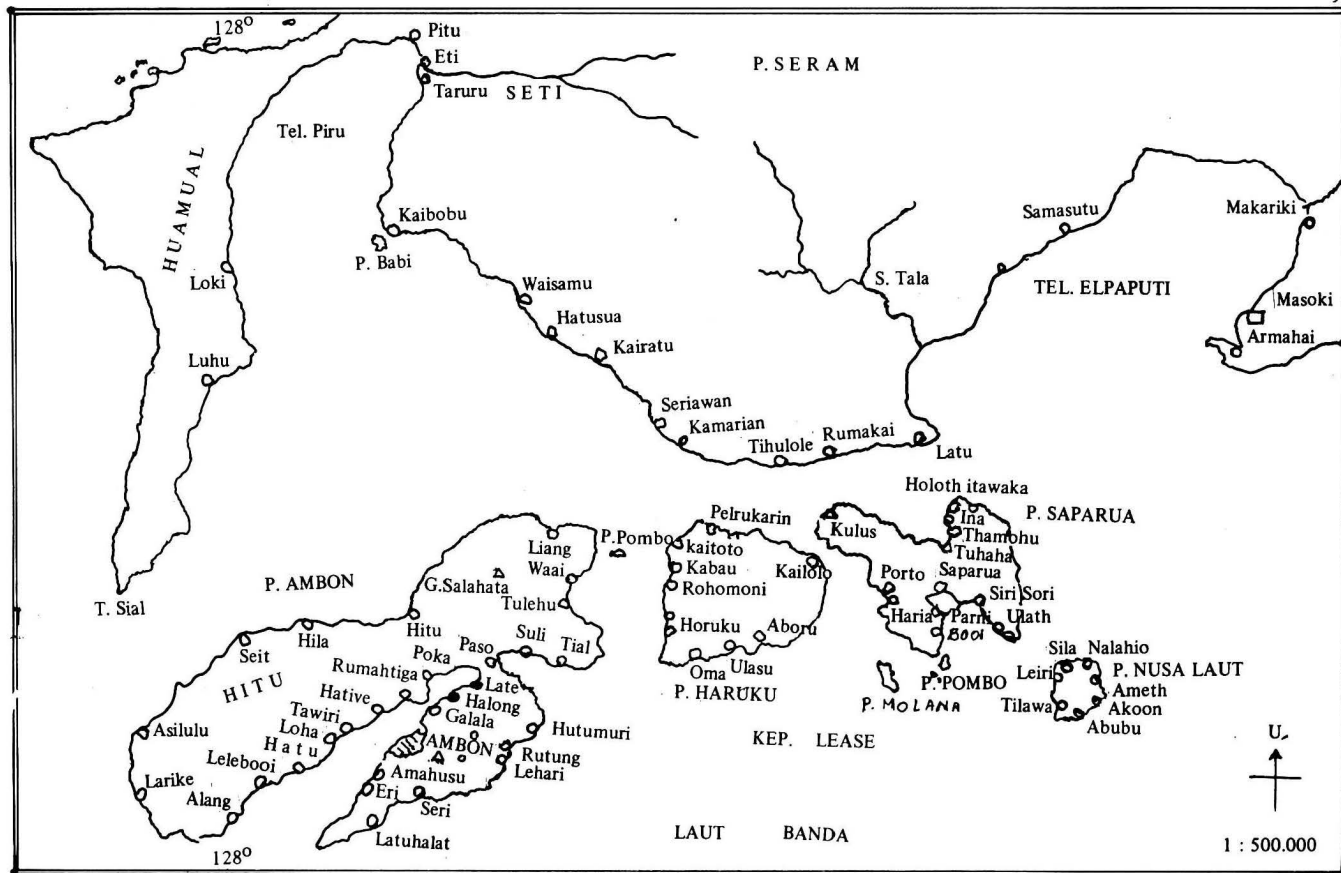 128°
Pitu
Eti
P. SERAM
Taruru
SETI
Tel. Piru
HUAMUAL
Samasutu
Makariki
Kaibobu
P. Babi
Loki
S. Tala
TEL. ELPAPUTI
Waisamu
Masoki
Hatusua
Armahai
Kairatu
Luhu
Seriawan
Kamarian
Tihulole
Rumakai
Latu
Holoth itawaka
P. SAPARUA
Pelrukarin
Kulus
Ina
Thamohu
Tuhaha
Liang
P. Pombo
kaitoto
Waai
Kabau
Kailolo
Porto
Saparua
P. AMBON
G.Salahata
Rohomoni
Siri Sori
T. Sial
Tulehu
Haria
Parni
Ulath
BOOI
Hitu
Hila
Seit
Suli
Tial
Horuku
Aboru
Paso
Oma
Ulasu
Sila
Nalahio
Poka
Leiri
P. NUSA LAUT
Rumahtiga
P. HARUKU
P. POMBO
HITU
Late
Ameth
Hative
Halong
P. MOLANA
Tilawa
Akoon
Tawiri
Galala
Abubu
Asilulu
Loha
Hutumuri
KEP. LEASE
U
Hatu
AMBON
Rutung
Lelebooi
Lehari
Larike
Amahusu
Alang
Eri
Seri
Latuhalat
LAUT BANDA
1 : 500.000
128°